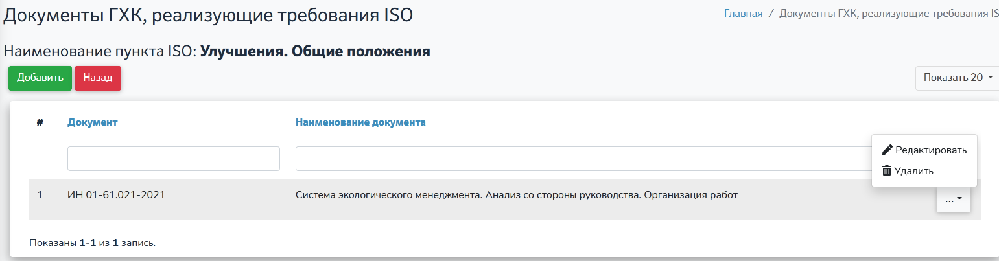 Документы ГХК, реализующие требования ISO
Главная / Документы ГХК, реализующие требования IS
Наименование пункта ISO: Улучшения. Общие положения
Добавить Назад
Показать 20
# Документ Наименование документа
Редактировать
Удалить
1 ИН 01-61.021-2021 Система экологического менеджмента. Анализ со стороны руководства. Организация работ ...
Показаны 1-1 из 1 запись.